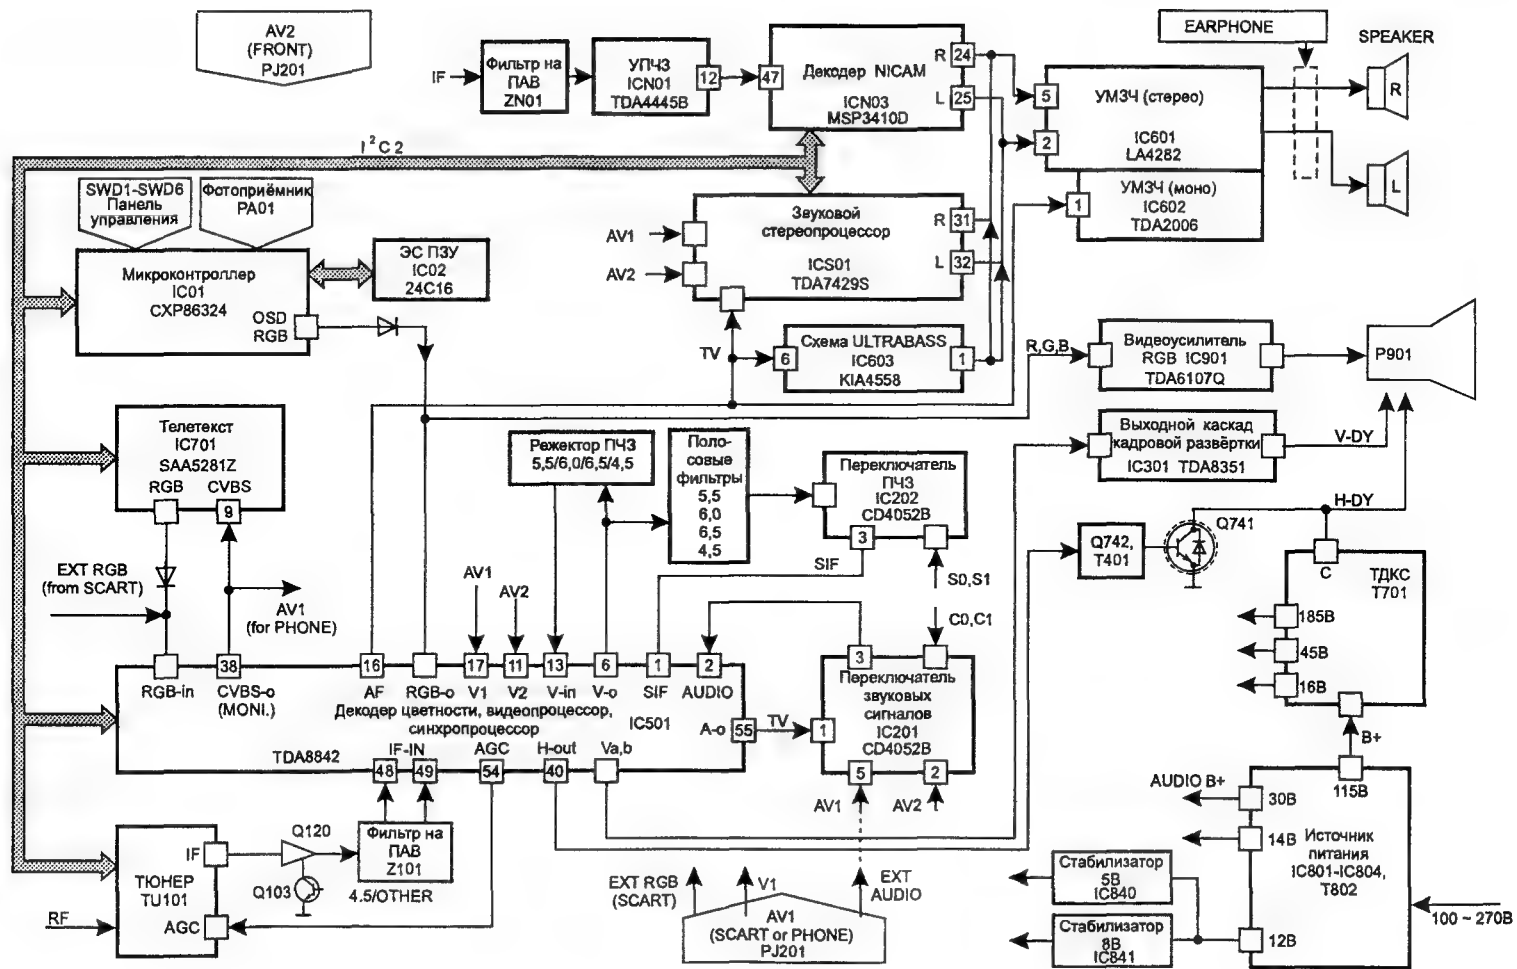 AV2
(FRONT)
PJ201
IF
Фильтр на
ПАВ
ZN01
УПЧЗ
ICN01
TDA4445B
12
47
Декодер NICAM
ICN03
MSP3410D
R 24
L 25
EARPHONE
SPEAKER
R
L
5
2
УМЗЧ (стерео)
IC601
LA4282
1
УМЗЧ (моно)
IC602
TDA2006
I²C 2
SWD1-SWD6
Панель
управления
Фотоприёмник
PA01
Микроконтроллер
IC01
CXP86324
OSD
RGB
ЭС ПЗУ
IC02
24C16
AV1
AV2
Звуковой
стереопроцессор
ICS01
TDA7429S
R 31
L 32
TV
6
Схема ULTRABASS
IC603
KIA4558
1
R,G,B
Видеоусилитель
RGB IC901
TDA6107Q
P901
Выходной каскад
кадровой развёртки
IC301 TDA8351
V-DY
H-DY
Телетекст
IC701
SAA5281Z
RGB CVBS
9
Режектор ПЧЗ
5,5/6,0/6,5/4,5
Поло-
совые
фильтры
5,5
6,0
6,5
4,5
Переключатель
ПЧЗ
IC202
CD4052B
3
SIF
S0,S1
C0,C1
Q742,
T401
Q741
C
ТДКС
T701
185В
45В
16В
B+
EXT RGB
(from SCART)
AV1
(for PHONE)
AV1
AV2
38
16
17
11
13
6
1
2
RGB-in
CVBS-o
(MONI.)
AF
RGB-o
V1
V2
V-in
V-o
SIF
AUDIO
Декодер цветности, видеопроцессор,
синхропроцессор
IC501
TDA8842
A-o 55
TV
IF-IN
AGC
H-out
Va,b
48
49
54
40
3
Переключатель
звуковых
сигналов
IC201
CD4052B
1
5
2
AV1
AV2
115В
AUDIO B+
30В
14В
12В
Источник
питания
IC801-IC804,
T802
100 ~ 270В
Стабилизатор
5В
IC840
Стабилизатор
8В
IC841
ТЮНЕР
TU101
IF
AGC
RF
Q120
Q103
Фильтр на
ПАВ
Z101
4.5/OTHER
EXT RGB
(SCART)
V1
EXT
AUDIO
AV1
(SCART or PHONE)
PJ201